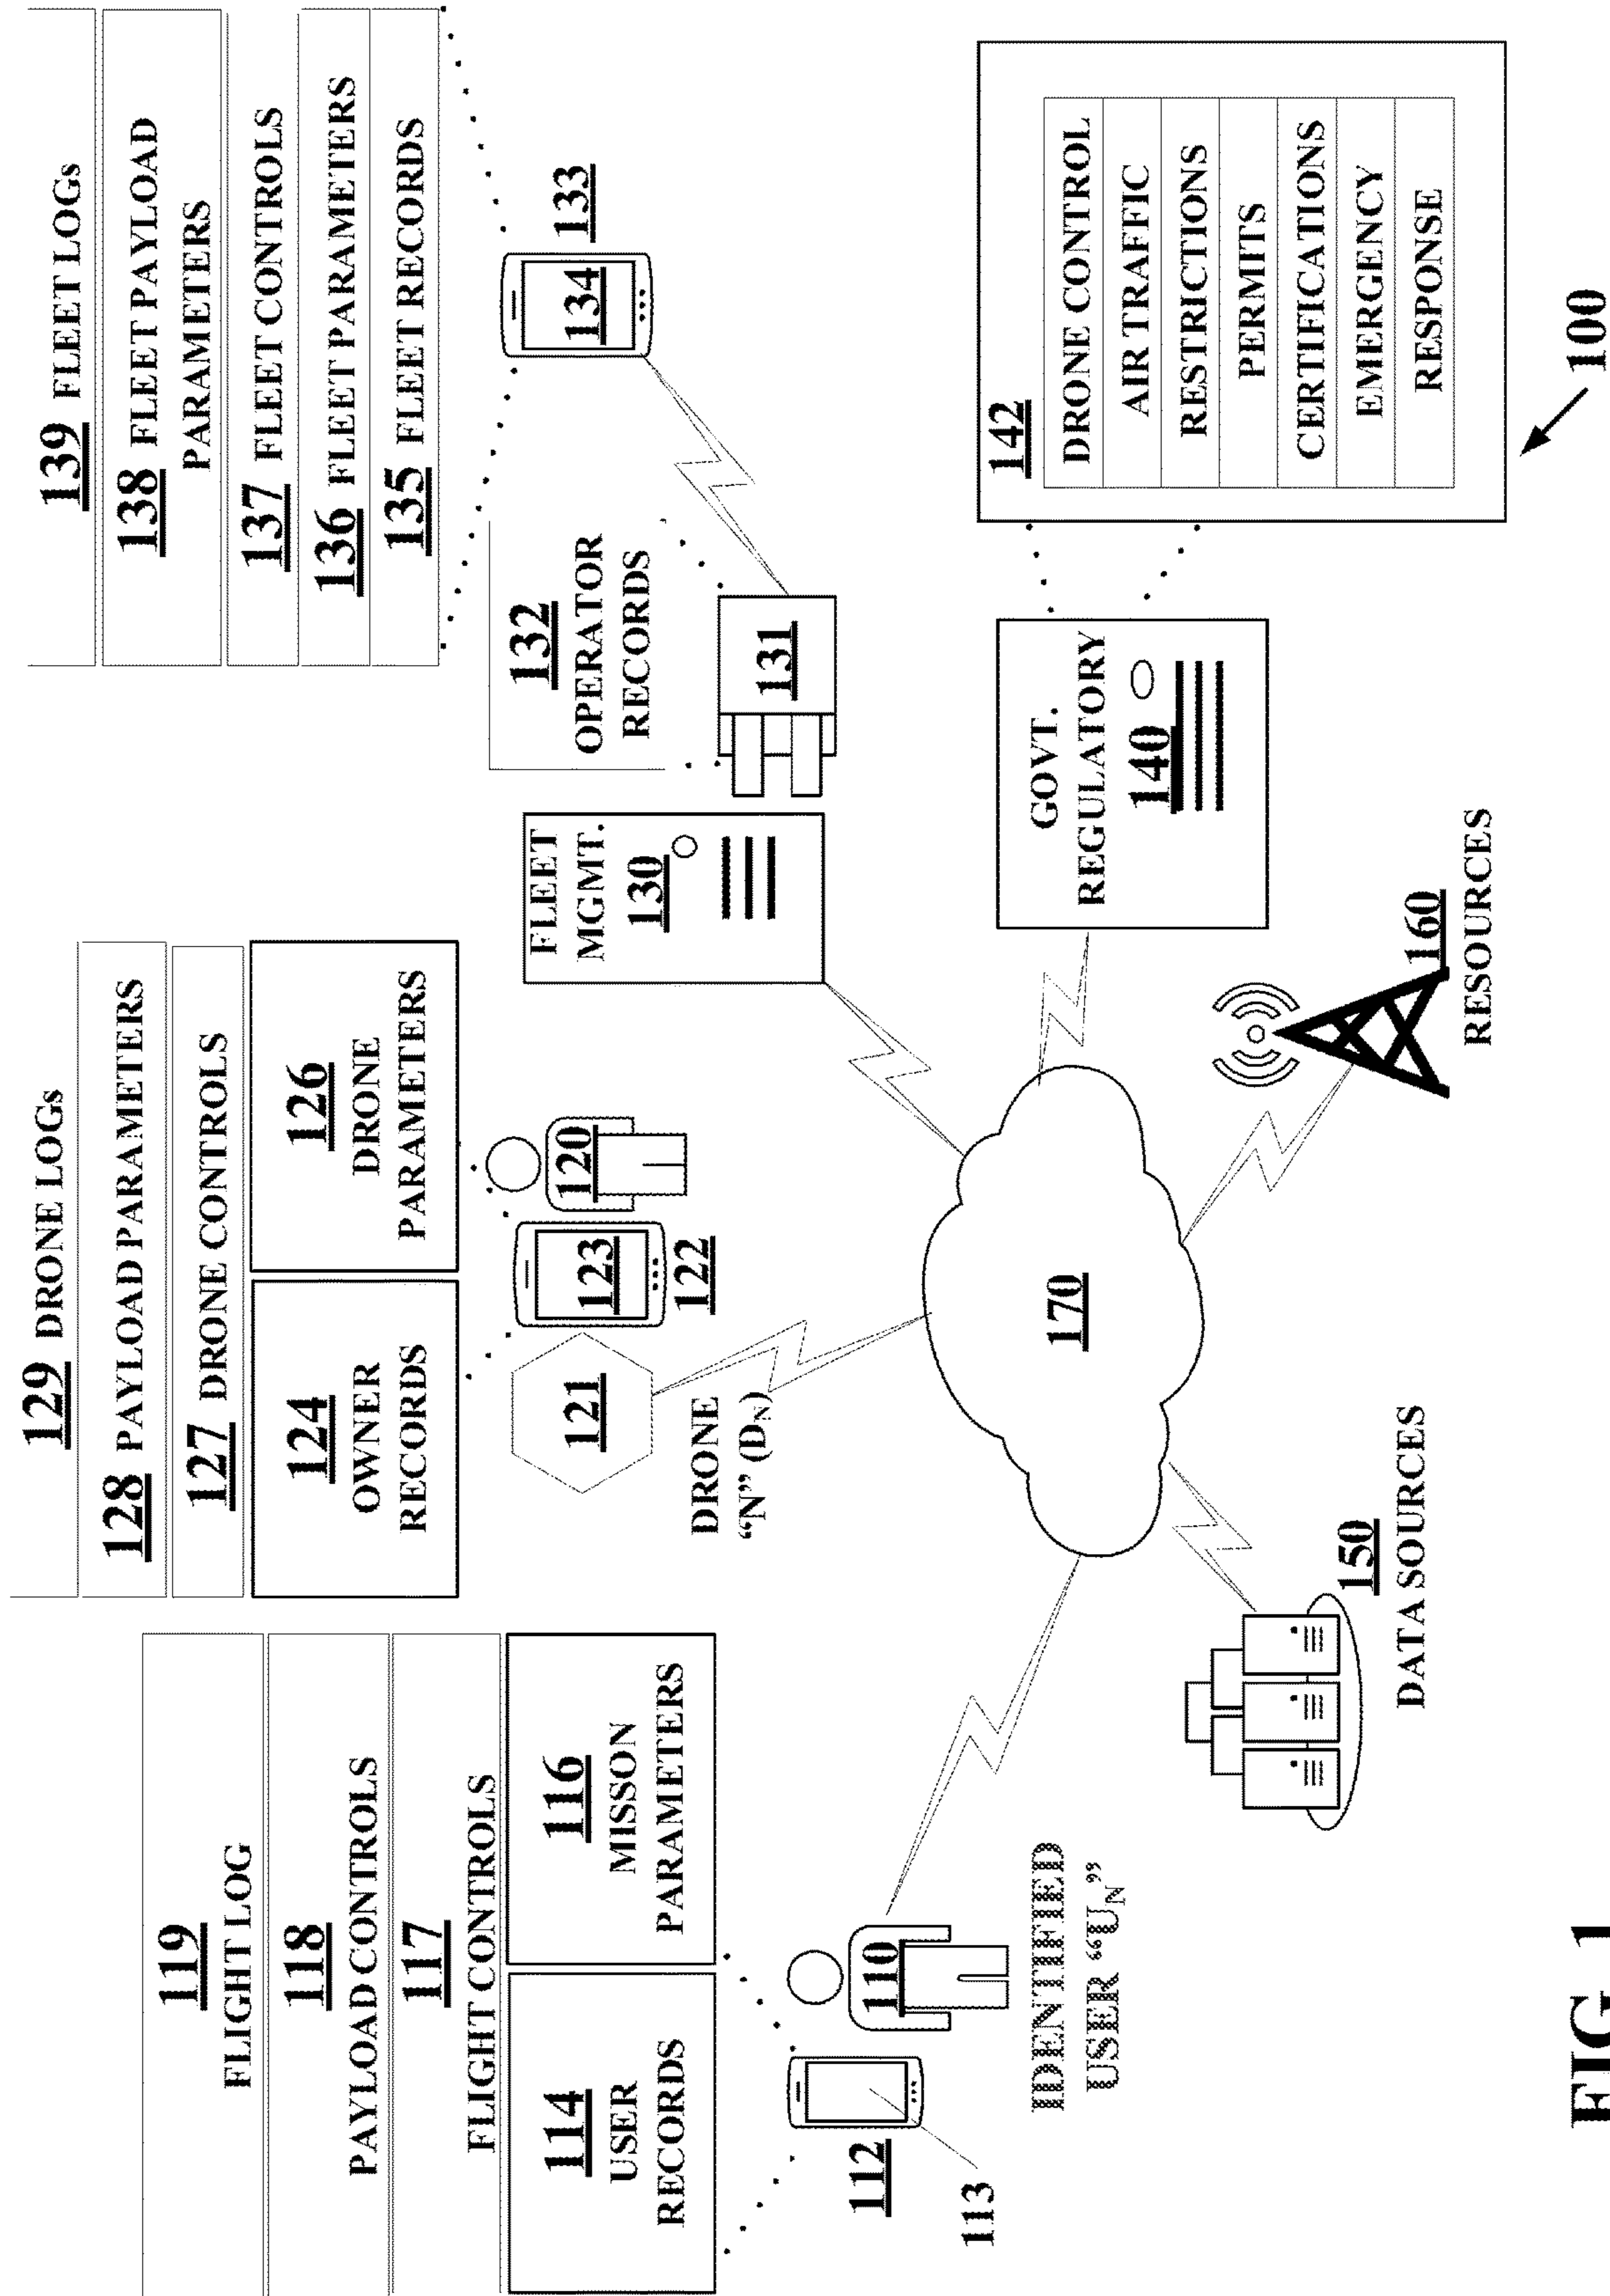 119
FLIGHT LOG
118
PAYLOAD CONTROLS
117
FLIGHT CONTROLS
114
USER
RECORDS
116
MISSON
PARAMETERS
112
113
110
IDENTIFIED
USER “UN”
129 DRONE LOGs
128 PAYLOAD PARAMETERS
127 DRONE CONTROLS
124
OWNER
RECORDS
126
DRONE
PARAMETERS
121
123
122
120
DRONE
“N” (DN)
139 FLEET LOGs
138 FLEET PAYLOAD
PARAMETERS
137 FLEET CONTROLS
136 FLEET PARAMETERS
135 FLEET RECORDS
132
OPERATOR
RECORDS
131
134
133
FLEET
MGMT.
130
170
GOVT.
REGULATORY
140
142
DRONE CONTROL
AIR TRAFFIC
RESTRICTIONS
PERMITS
CERTIFICATIONS
EMERGENCY
RESPONSE
150
DATA SOURCES
160
RESOURCES
100
FIG 1